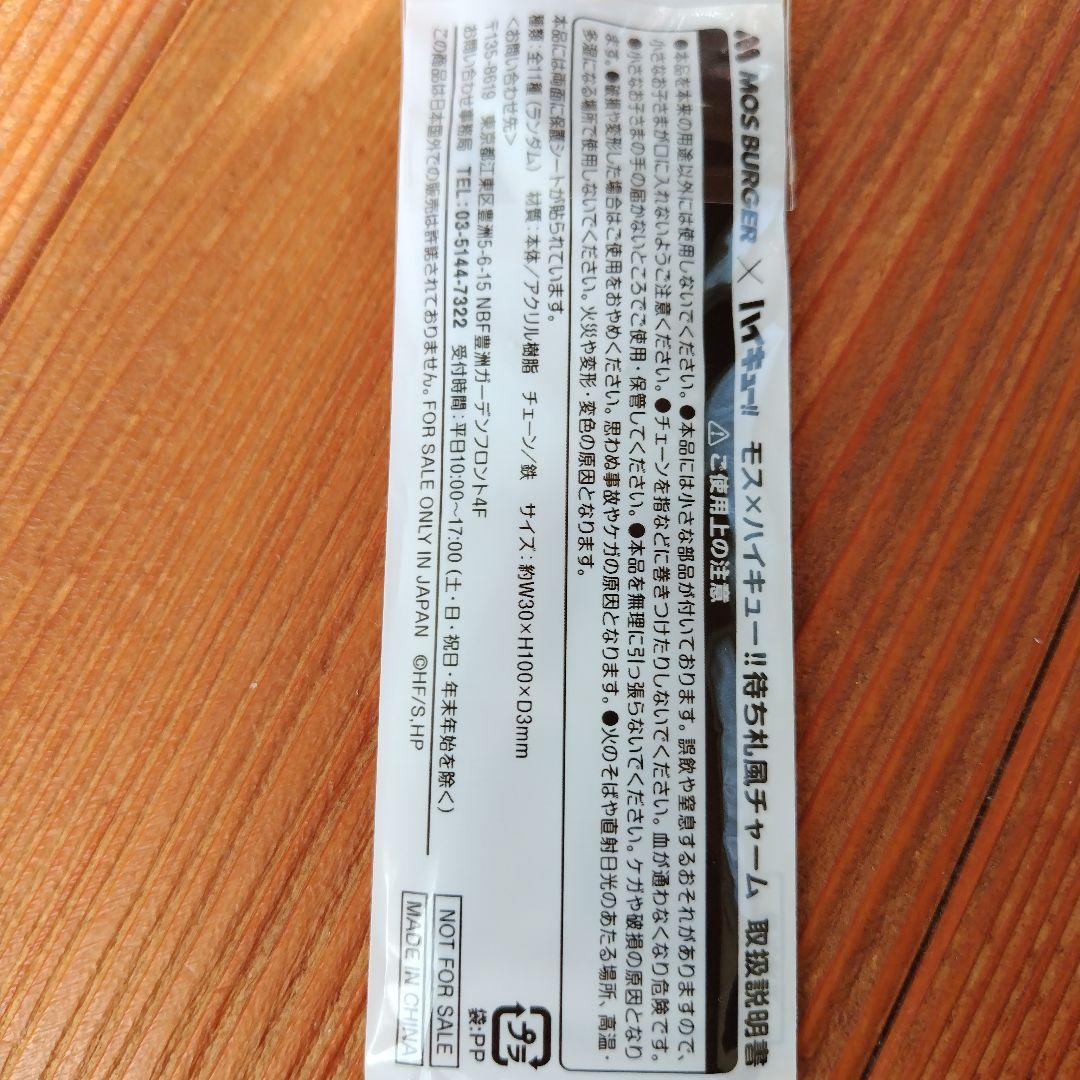 MOS BURGER × ハイキュー!! モス×ハイキュー!!待ち札風チャーム 取扱説明書
⚠ ご使用上の注意
●本品を本来の用途以外には使用しないでください。●本品には小さな部品が付いております。誤飲や窒息するおそれがありますので、
小さなお子さまが口に入れないようご注意ください。●チェーンを指などに巻きつけたりしないでください。血が通わなくなり危険です。
●小さなお子さまの手の届かないところでご使用・保管してください。●本品を無理に引っ張らないでください。ケガや破損の原因となり
ます。●破損や変形した場合はご使用をおやめください。思わぬ事故やケガの原因となります。●火のそばや直射日光のあたる場所、高温・
多湿になる場所で使用しないでください。火災や変形・変色の原因となります。
本品には両面に保護シートが貼られています。
種類:全11種(ランダム) 材質:本体/アクリル樹脂 チェーン/鉄 サイズ:約W30×H100×D3mm
<お問い合わせ先>
〒135-8619 東京都江東区豊洲5-6-15 NBF豊洲ガーデンフロント4F
お問い合わせ事務局 TEL:03-5144-7322 受付時間:平日10:00~17:00(土・日・祝日・年末年始を除く)
この商品は日本国外での販売は許諾されておりません。FOR SALE ONLY IN JAPAN ©HF/S,HP
プラ
袋:PP
NOT FOR SALE
MADE IN CHINA